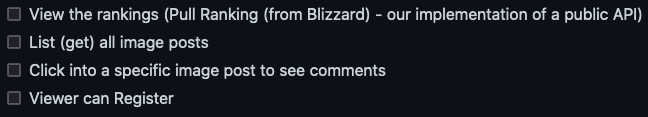 View the rankings (Pull Ranking (from Blizzard) - our implementation of a public API)
List (get) all image posts
Click into a specific image post to see comments
Viewer can Register